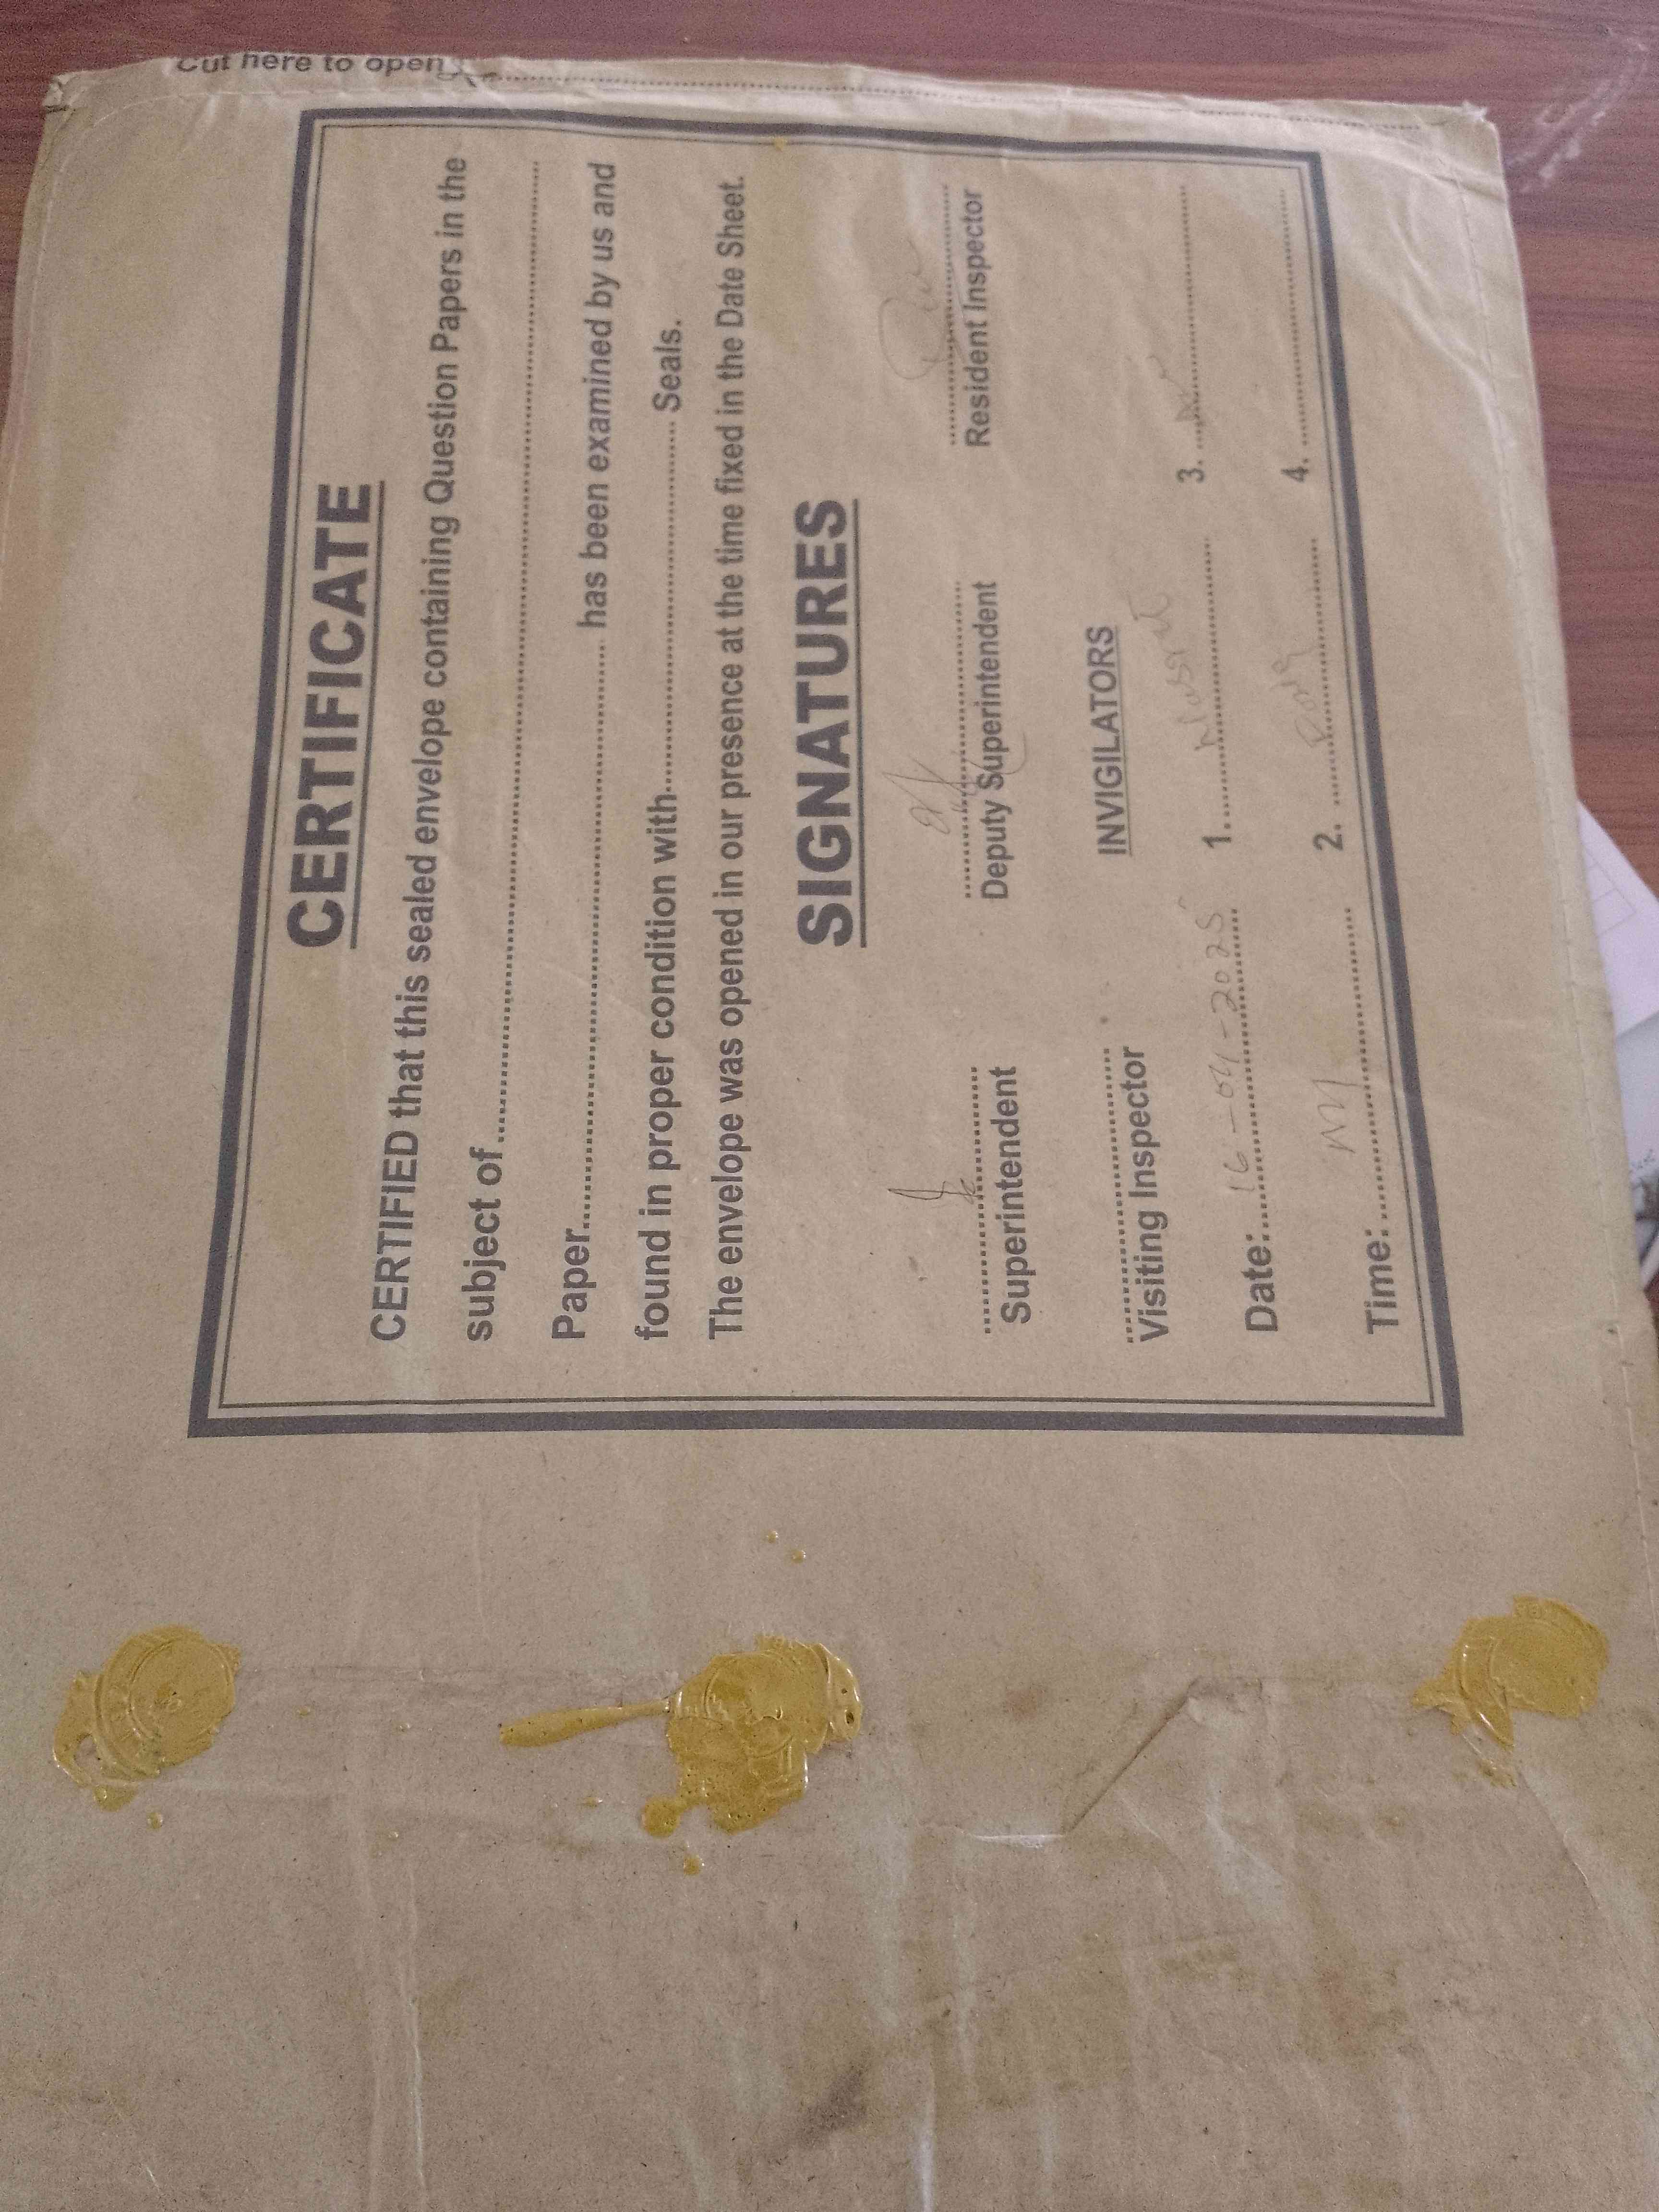 Cut here to open
CERTIFICATE
CERTIFIED that this sealed envelope containing Question Papers in the
subject of
Paper has been examined by us and
found in proper condition with Seals.
The envelope was opened in our presence at the time fixed in the Date Sheet.
SIGNATURES
Superintendent Deputy Superintendent Resident Inspector
Visiting Inspector INVIGILATORS
Date: 16-04-2025 1. Nusrat 3.
Time: 2. 4.